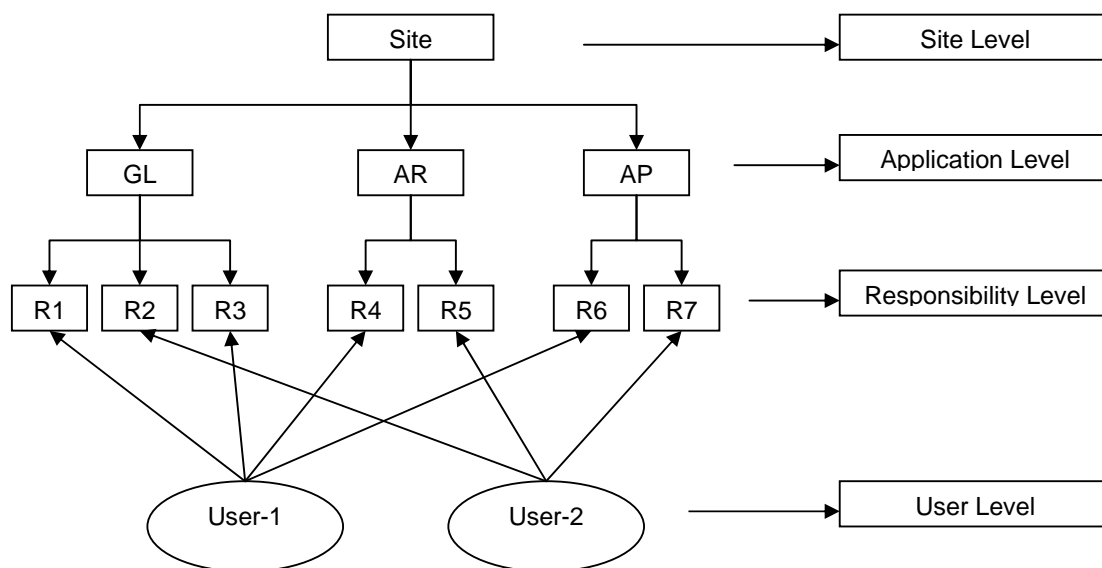 Site
Site Level
GL
AR
AP
Application Level
R1
R2
R3
R4
R5
R6
R7
Responsibility Level
User-1
User-2
User Level